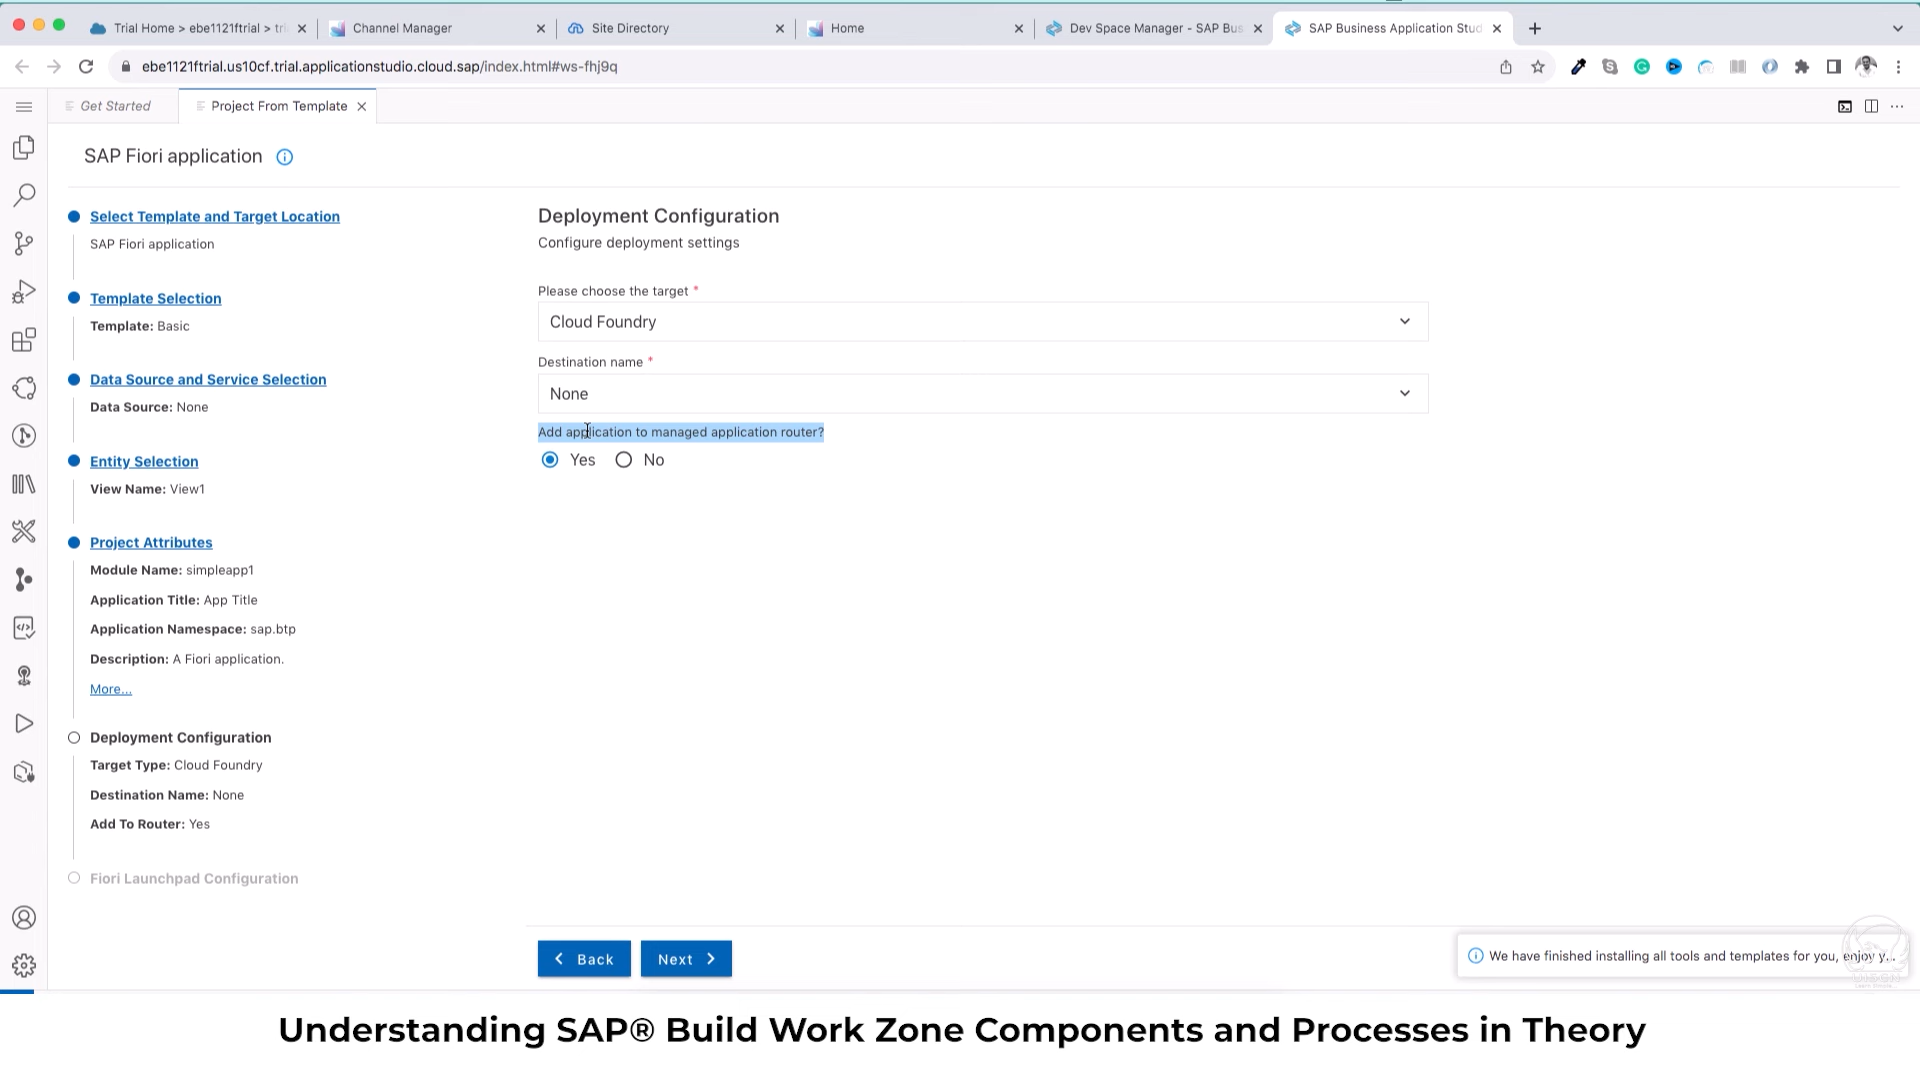 Trial Home > ebe1121ftrial > tri
Channel Manager
Site Directory
Home
Dev Space Manager - SAP Bus
SAP Business Application Stud
ebe1121ftrial.us10cf.trial.applicationstudio.cloud.sap/index.html#ws-fhj9q
Get Started
Project From Template
SAP Fiori application
Select Template and Target Location
SAP Fiori application
Template Selection
Template: Basic
Data Source and Service Selection
Data Source: None
Entity Selection
View Name: View1
Project Attributes
Module Name: simpleapp1
Application Title: App Title
Application Namespace: sap.btp
Description: A Fiori application.
More...
Deployment Configuration
Target Type: Cloud Foundry
Destination Name: None
Add To Router: Yes
Fiori Launchpad Configuration
Deployment Configuration
Configure deployment settings
Please choose the target *
Cloud Foundry
Destination name *
None
Add application to managed application router?
Yes No
Back Next
We have finished installing all tools and templates for you, enjoy y...
Understanding SAP® Build Work Zone Components and Processes in Theory